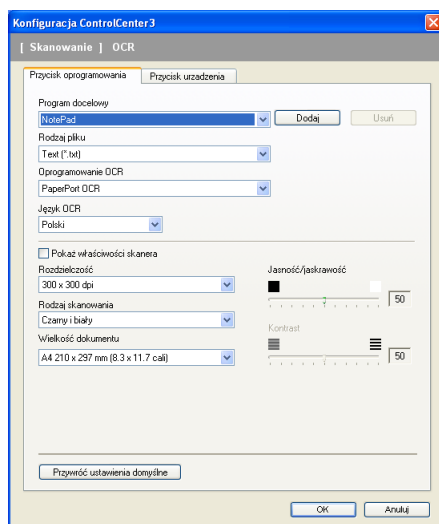 Konfiguracja ControlCenter3
[ Skanowanie ] OCR
Przycisk oprogramowania Przycisk urzadzenia
Program docelowy
NotePad Dodaj Usuń
Rodzaj pliku
Text (*.txt)
Oprogramowanie OCR
PaperPort OCR
Język OCR
Polski
Pokaż właściwości skanera
Rozdzielczość Jasność/jaskrawość
300 x 300 dpi
50
Rodzaj skanowania
Czarny i biały
Kontrast
Wielkość dokumentu
A4 210 x 297 mm (8.3 x 11.7 cali) 50
Przywróć ustawienia domyślne
OK Anuluj